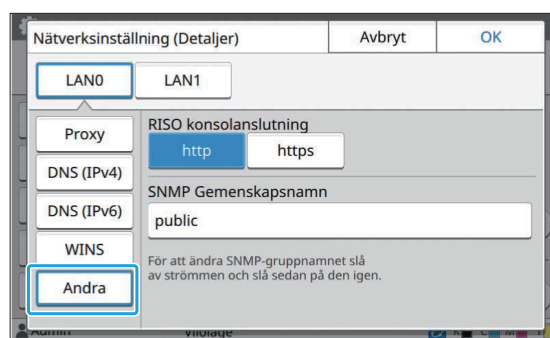 Nätverksinställning (Detaljer)
Avbryt
OK
LAN0
LAN1
Proxy
DNS (IPv4)
DNS (IPv6)
WINS
Andra
RISO konsolanslutning
http
https
SNMP Gemenskapsnamn
public
För att ändra SNMP-gruppnamnet slå
av strömmen och slå sedan på den igen.
Admin
Viloläge
K
C
M